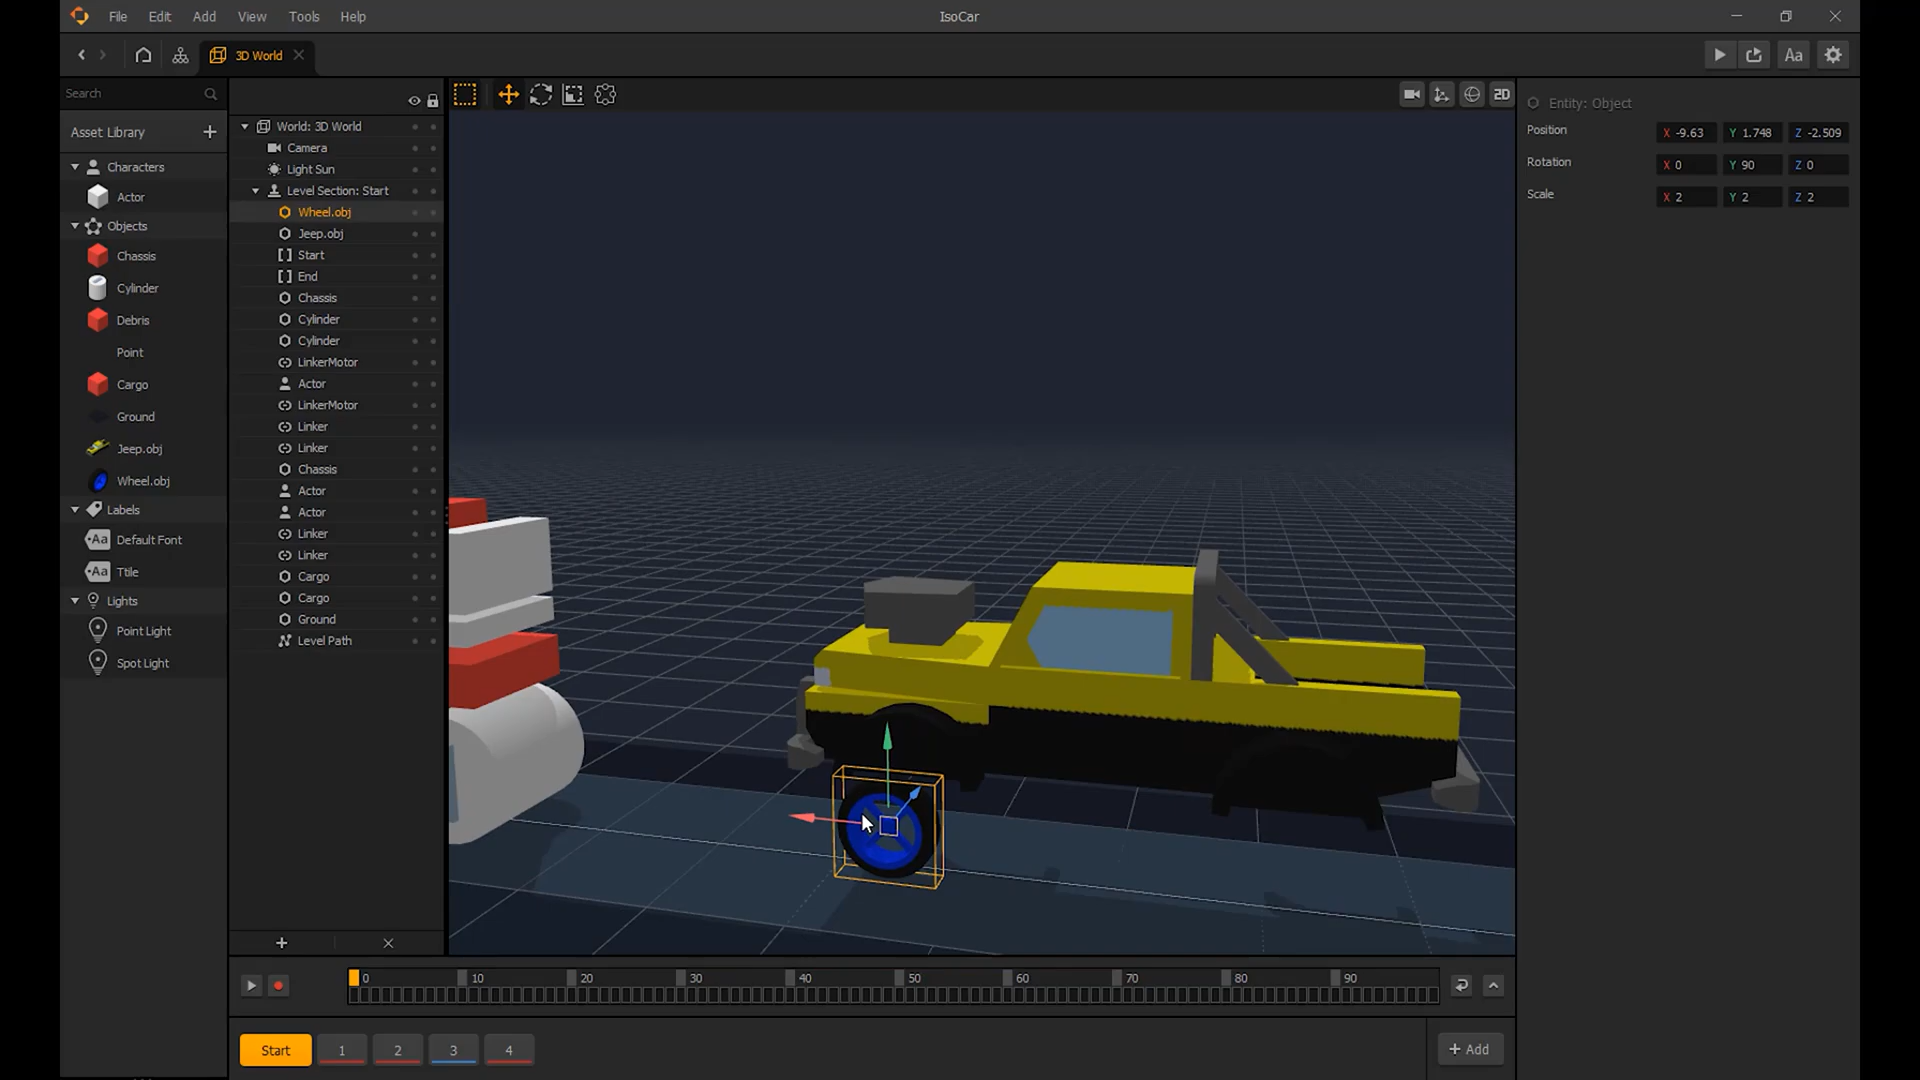 File Edit Add View Tools Help
IsoCar
3D World
Aa
Search
Asset Library
Characters
Actor
Objects
Chassis
Cylinder
Debris
Point
Cargo
Ground
Jeep.obj
Wheel.obj
Labels
Aa Default Font
Aa Ttile
Lights
Point Light
Spot Light
World: 3D World
Camera
Light Sun
Level Section: Start
Wheel.obj
Jeep.obj
Start
End
Chassis
Cylinder
Cylinder
LinkerMotor
Actor
LinkerMotor
Linker
Linker
Chassis
Actor
Actor
Linker
Linker
Cargo
Cargo
Ground
Level Path
2D
Entity: Object
Position X -9.63 Y 1.748 Z -2.509
Rotation X 0 Y 90 Z 0
Scale X 2 Y 2 Z 2
0 10 20 30 40 50 60 70 80 90
Start 1 2 3 4
+ Add